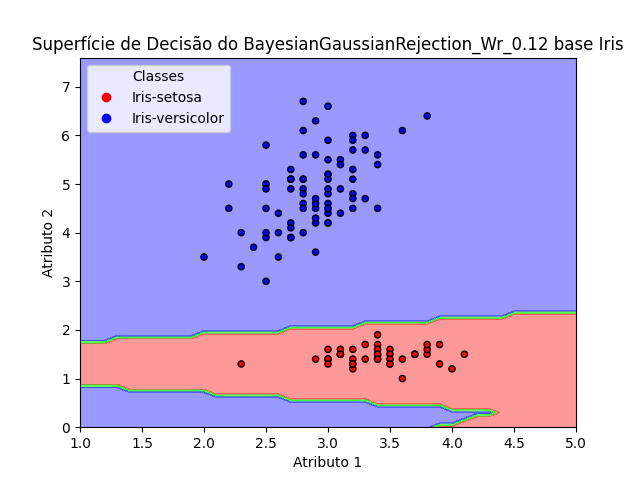 Superfície de Decisão do BayesianGaussianRejection_Wr_0.12 base Iris
Classes
Iris-setosa
Iris-versicolor
7
6
5
4
3
2
1
0
Atributo 2
1.0 1.5 2.0 2.5 3.0 3.5 4.0 4.5 5.0
Atributo 1